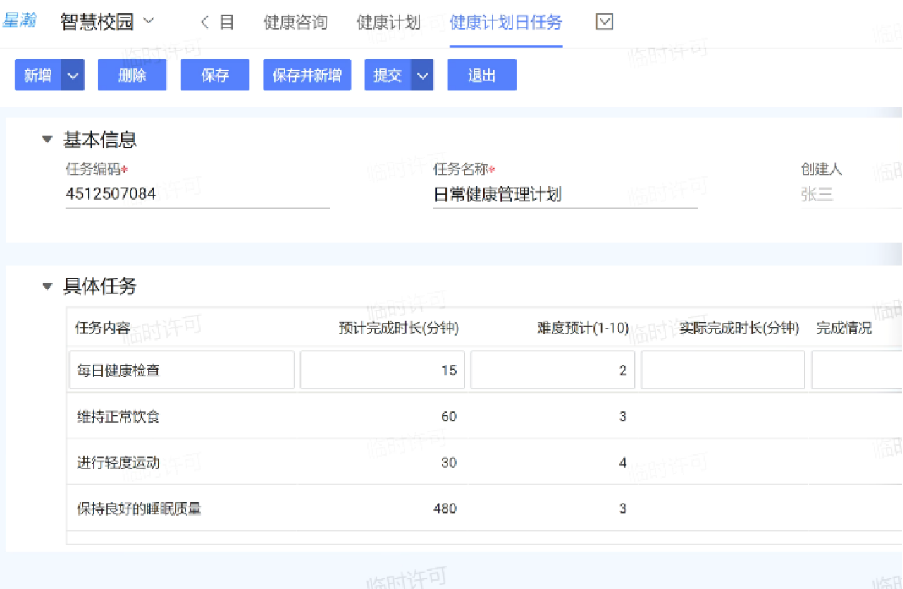 星瀚 智慧校园 目 健康咨询 健康计划 健康计划日任务
新增 删除 保存 保存并新增 提交 退出
基本信息
任务编码* 任务名称* 创建人
4512507084 日常健康管理计划 张三
具体任务
任务内容 预计完成时长(分钟) 难度预计(1-10) 实际完成时长(分钟) 完成情况
每日健康检查 15 2
维持正常饮食 60 3
进行轻度运动 30 4
保持良好的睡眠质量 480 3
临时许可